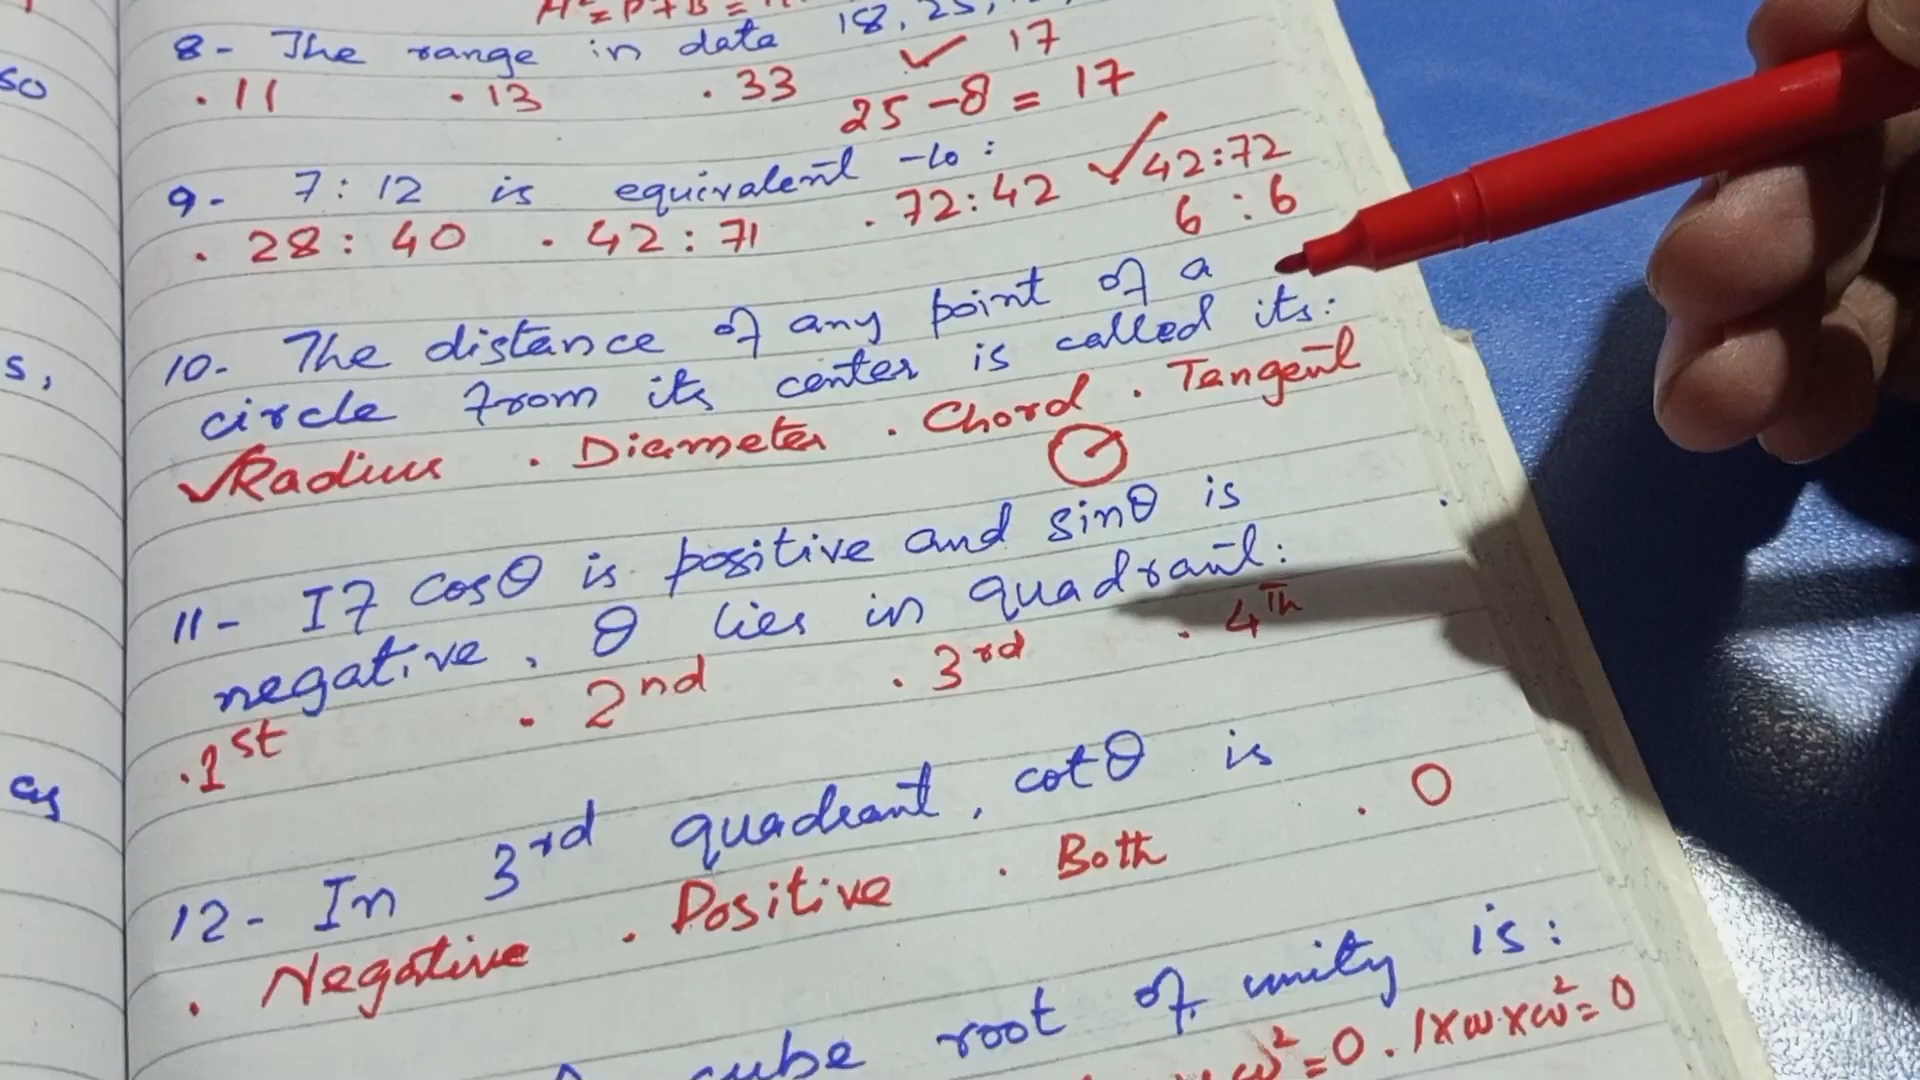 8- The range in data 18, 25,
. 11 . 13 . 33 ✓ 17
25 - 8 = 17
9- 7 : 12 is equivalent to :
. 28 : 40 . 42 : 71 . 72 : 42 ✓ 42 : 72
6 : 6
10- The distance of any point of a
circle from its center is called its :
✓ Radius . Diameter . Chord . Tangent
11- If cosθ is positive and sinθ is
negative, θ lies in quadrant :
. 1st . 2nd . 3rd . 4Th
12- In 3rd quadrant, cotθ is
. Negative . Positive . Both . 0
cube root of unity is :
ω²=0 . 1×ω×ω²=0
so
s,